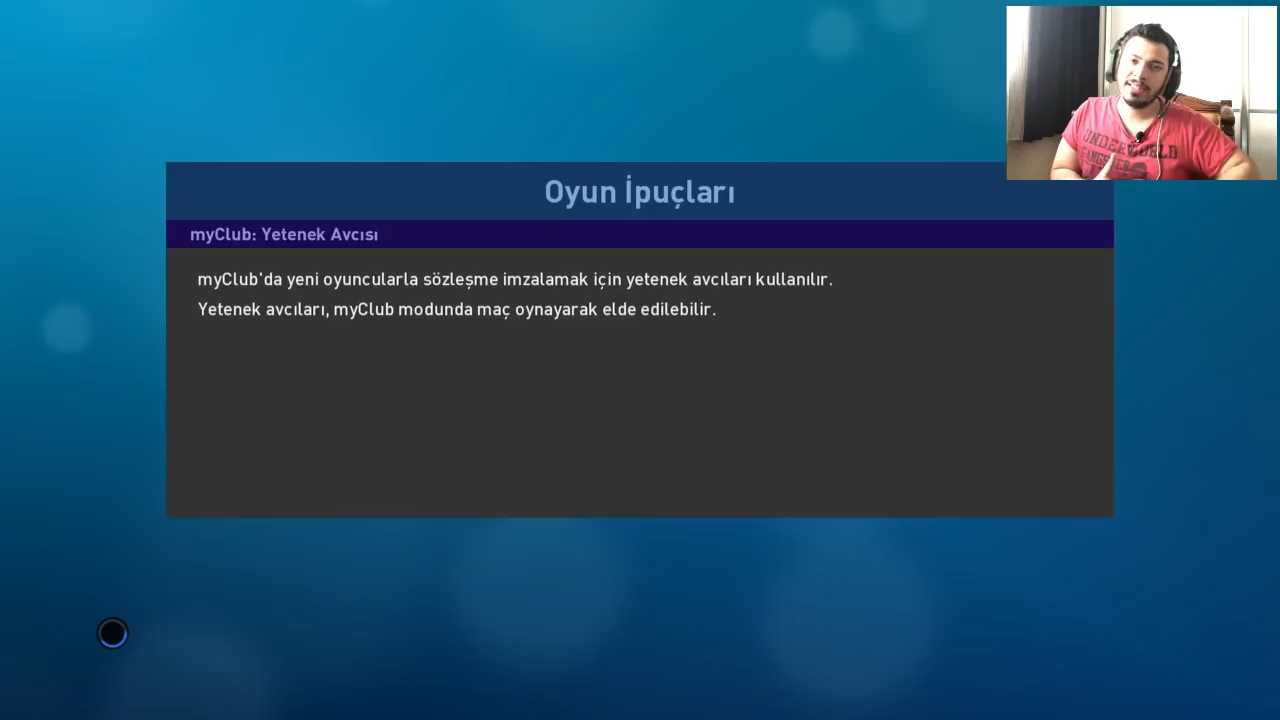 Oyun İpuçları
myClub: Yetenek Avcısı
myClub'da yeni oyuncularla sözleşme imzalamak için yetenek avcıları kullanılır.
Yetenek avcıları, myClub modunda maç oynayarak elde edilebilir.
UNDERWORLD